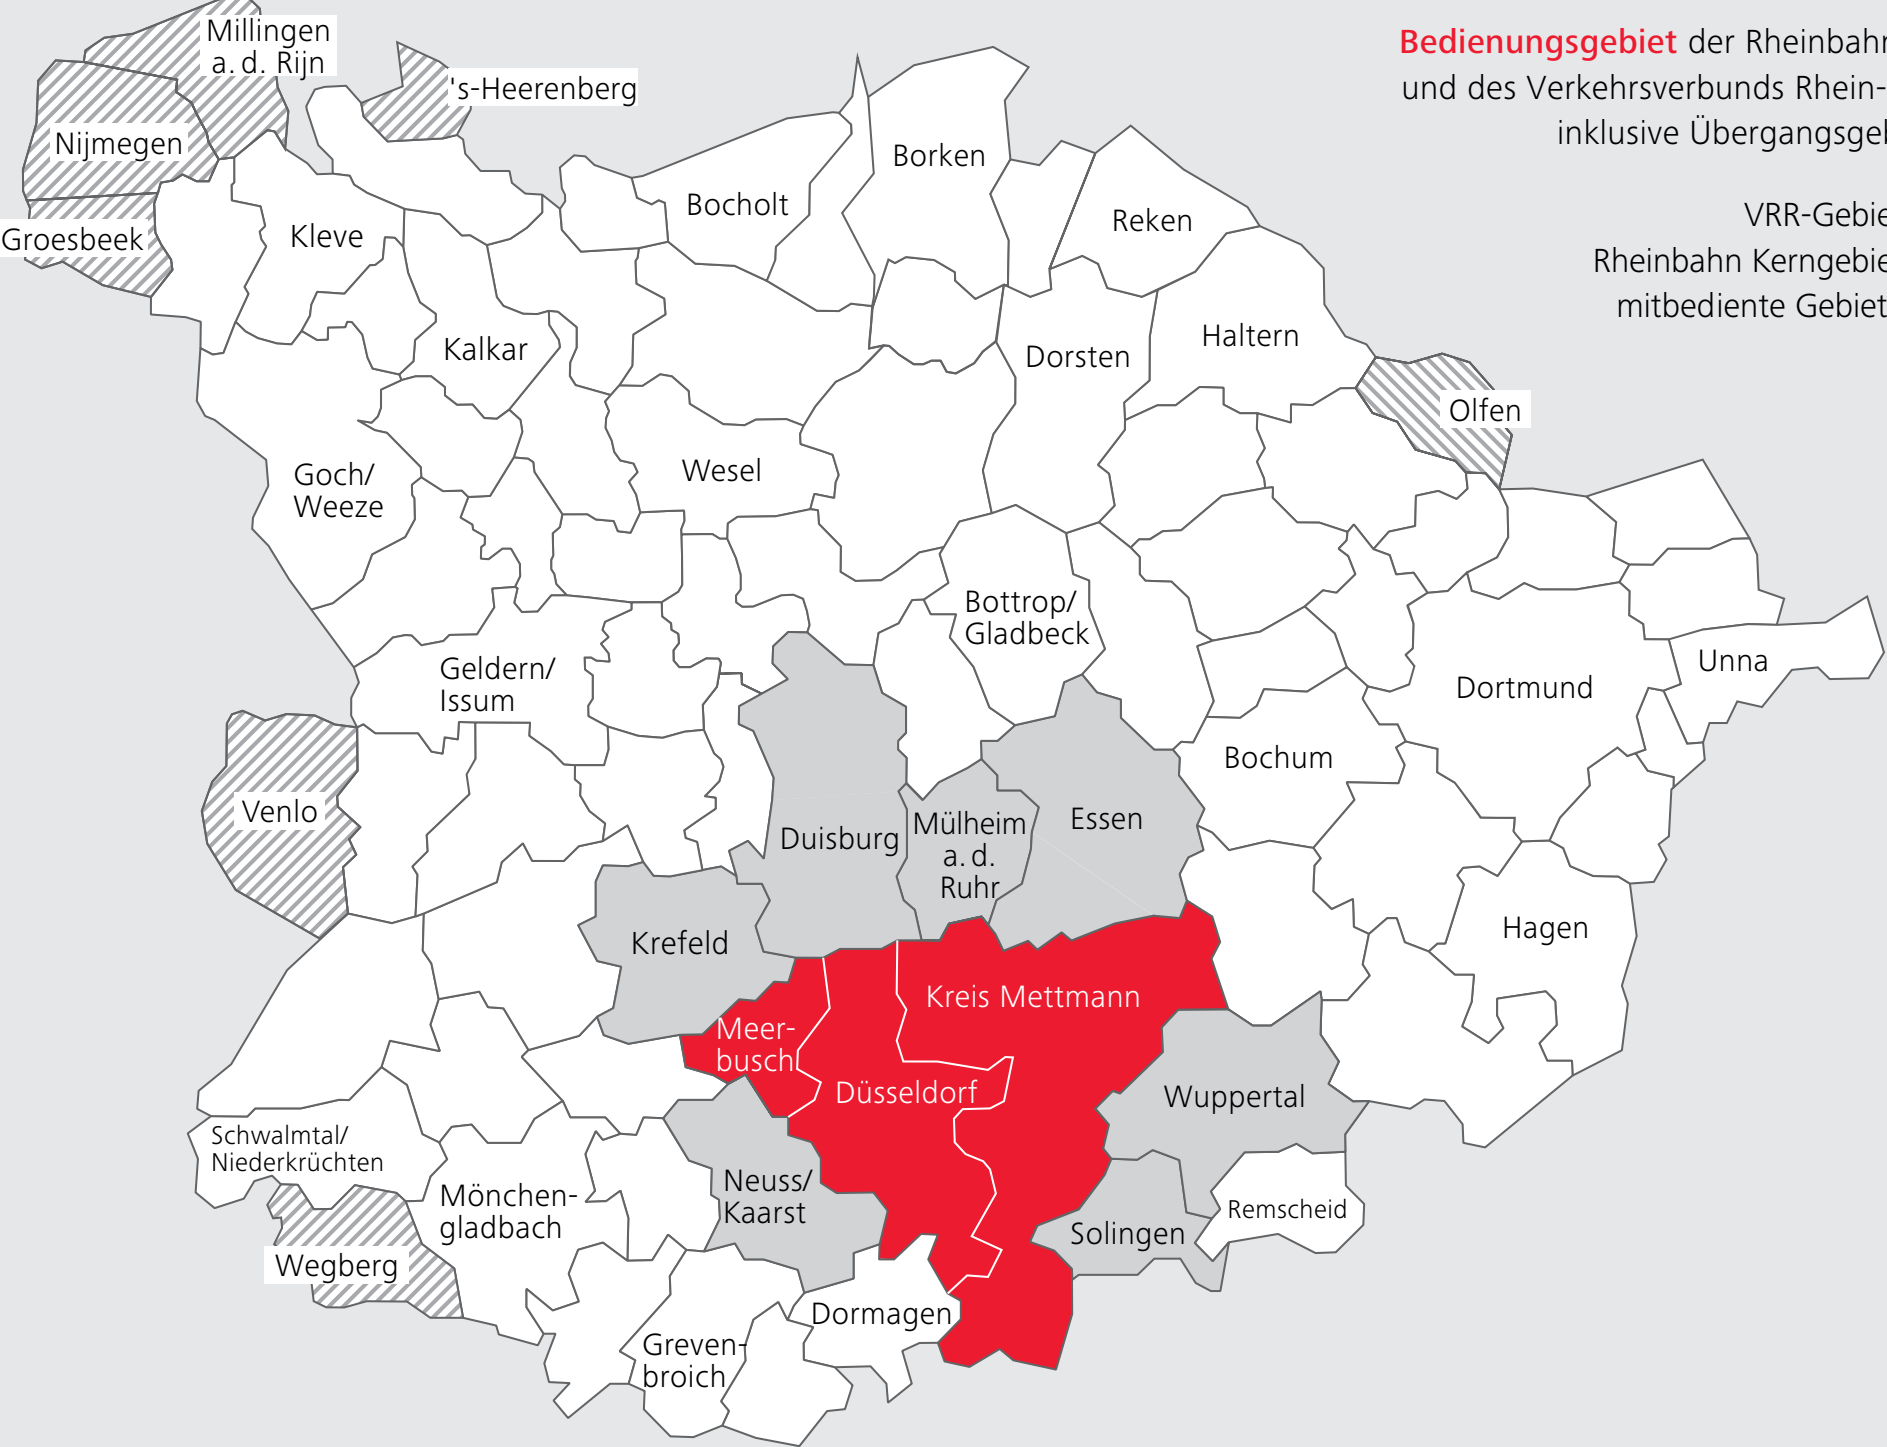 Millingen
a. d. Rijn
's-Heerenberg
Nijmegen
Groesbeek
Kleve
Bocholt
Borken
Reken
Bedienungsgebiet der Rheinbahn
und des Verkehrsverbunds Rhein-
inklusive Übergangsgeb
VRR-Gebie
Rheinbahn Kerngebie
mitbediente Gebiet
Kalkar
Dorsten
Haltern
Olfen
Goch/
Weeze
Wesel
Bottrop/
Gladbeck
Geldern/
Issum
Dortmund
Unna
Venlo
Bochum
Duisburg
Mülheim
a. d.
Ruhr
Essen
Krefeld
Hagen
Kreis Mettmann
Meer-
busch
Düsseldorf
Wuppertal
Schwalmtal/
Niederkrüchten
Mönchen-
gladbach
Neuss/
Kaarst
Solingen
Remscheid
Wegberg
Dormagen
Greven-
broich